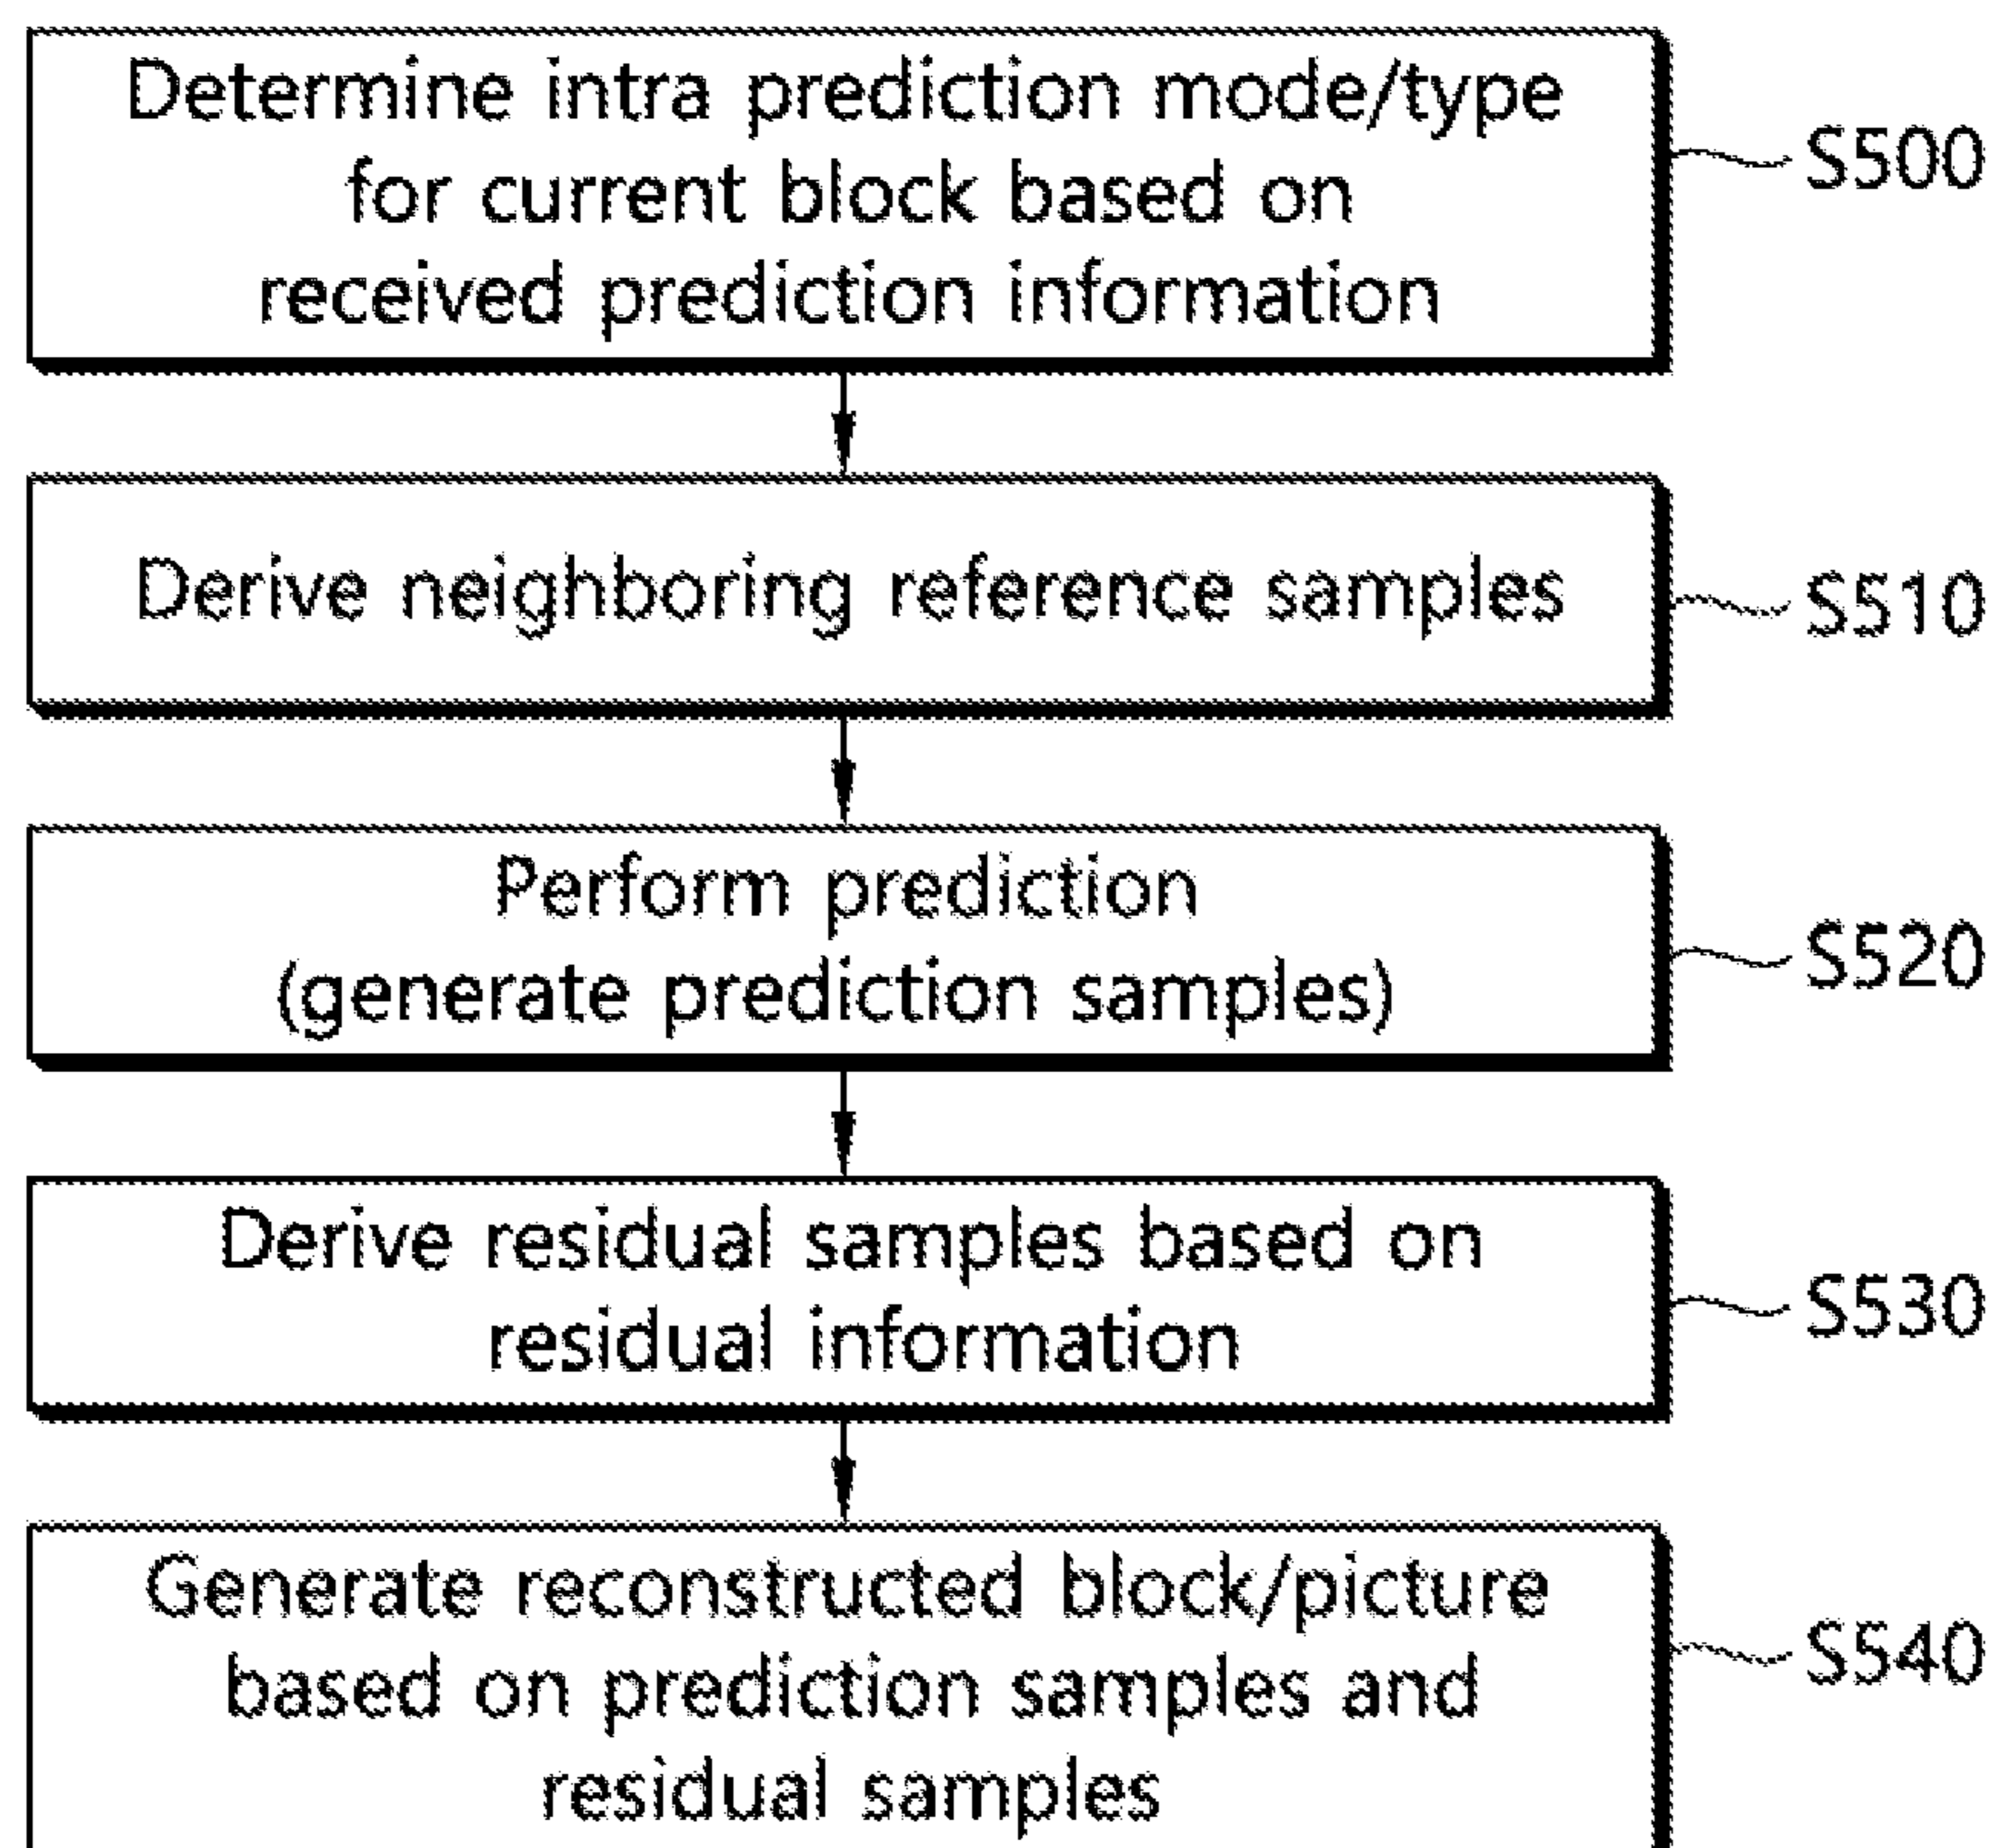 Determine intra prediction mode/type
for current block based on
received prediction information
S500
Derive neighboring reference samples
S510
Perform prediction
(generate prediction samples)
S520
Derive residual samples based on
residual information
S530
Generate reconstructed block/picture
based on prediction samples and
residual samples
S540